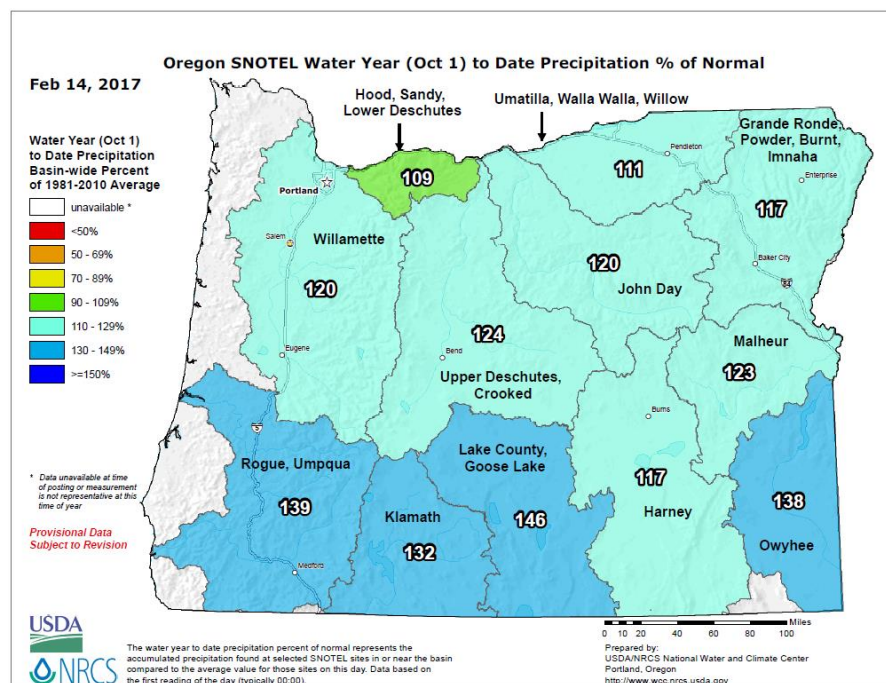 Oregon SNOTEL Water Year (Oct 1) to Date Precipitation % of Normal
Feb 14, 2017
Hood, Sandy,
Lower Deschutes
Umatilla, Walla Walla, Willow
Grande Ronde,
Powder, Burnt,
Imnaha
Water Year (Oct 1)
to Date Precipitation
Basin-wide Percent
of 1981-2010 Average
unavailable *
<50%
50 - 69%
70 - 89%
90 - 109%
110 - 129%
130 - 149%
>=150%
Portland
109
Pendleton
111
Enterprise
117
Salem
Willamette
120
120
John Day
Baker City
84
Eugene
Bend
124
Upper Deschutes,
Crooked
Malheur
123
Burns
5
Rogue, Umpqua
139
Lake County,
Goose Lake
146
117
Harney
138
Owyhee
Klamath
132
Medford
* Data unavailable at time
of posting or measurement
is not representative at this
time of year
Provisional Data
Subject to Revision
Miles
0 10 20 40 60 80 100
USDA
NRCS
The water year to date precipitation percent of normal represents the
accumulated precipitation found at selected SNOTEL sites in or near the basin
compared to the average value for those sites on this day. Data based on
the first reading of the day (typically 00:00).
Prepared by:
USDA/NRCS National Water and Climate Center
Portland, Oregon
http://www.wcc.nrcs.usda.gov